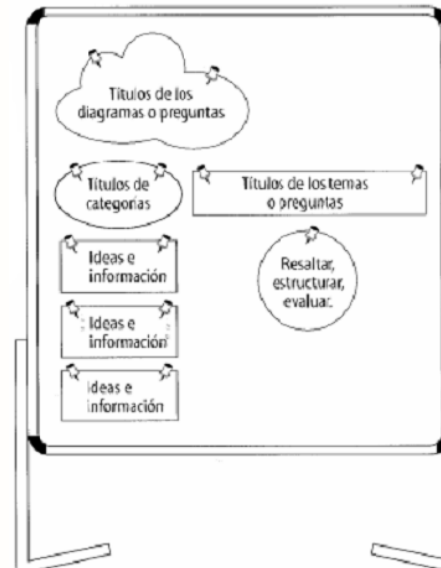 Títulos de los
diagramas o preguntas
Títulos de
categorías
Títulos de los temas
o preguntas
Ideas e
información
Resaltar,
estructurar,
evaluar.
Ideas e
información
Ideas e
información